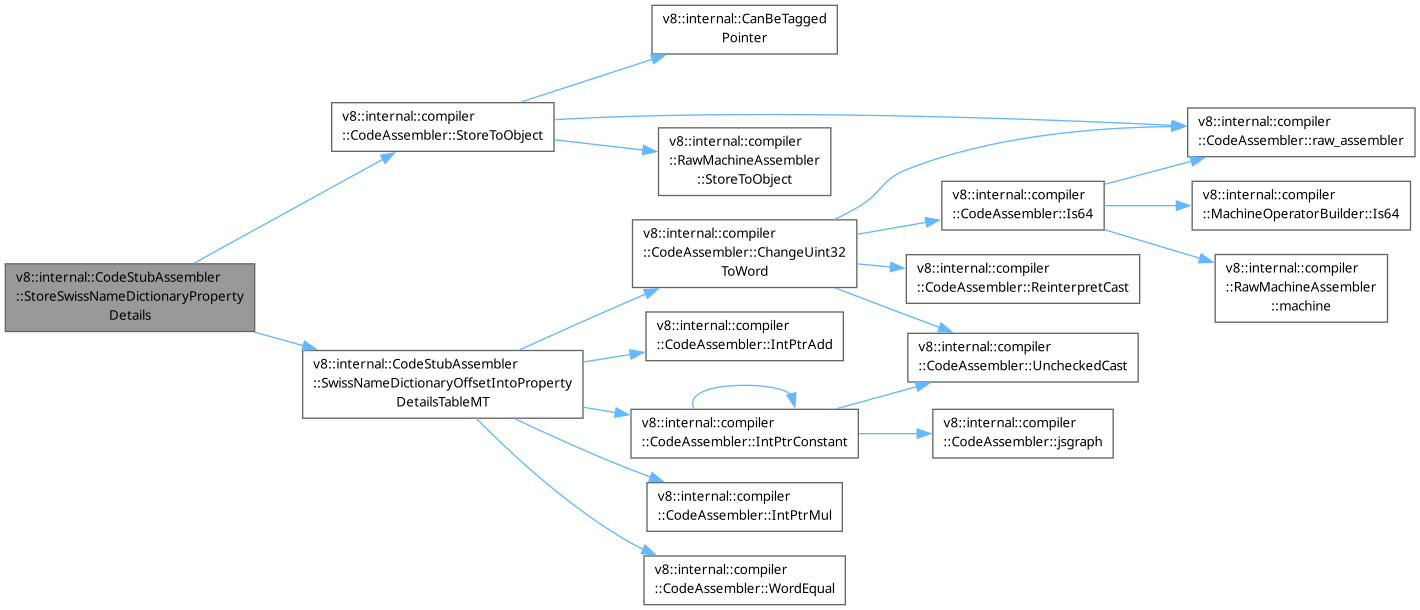 v8::internal::CodeStubAssembler
::StoreSwissNameDictionaryProperty
Details
v8::internal::compiler
::CodeAssembler::StoreToObject
v8::internal::CodeStubAssembler
::SwissNameDictionaryOffsetIntoProperty
DetailsTableMT
v8::internal::CanBeTagged
Pointer
v8::internal::compiler
::RawMachineAssembler
::StoreToObject
v8::internal::compiler
::CodeAssembler::ChangeUint32
ToWord
v8::internal::compiler
::CodeAssembler::IntPtrAdd
v8::internal::compiler
::CodeAssembler::IntPtrConstant
v8::internal::compiler
::CodeAssembler::IntPtrMul
v8::internal::compiler
::CodeAssembler::WordEqual
v8::internal::compiler
::CodeAssembler::Is64
v8::internal::compiler
::CodeAssembler::ReinterpretCast
v8::internal::compiler
::CodeAssembler::UncheckedCast
v8::internal::compiler
::CodeAssembler::jsgraph
v8::internal::compiler
::CodeAssembler::raw_assembler
v8::internal::compiler
::MachineOperatorBuilder::Is64
v8::internal::compiler
::RawMachineAssembler
::machine